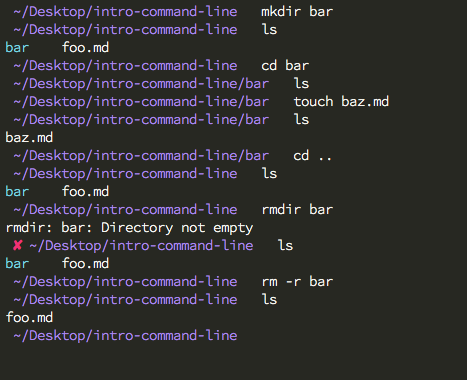 ~/Desktop/intro-command-line mkdir bar
~/Desktop/intro-command-line ls
bar foo.md
~/Desktop/intro-command-line cd bar
~/Desktop/intro-command-line/bar ls
~/Desktop/intro-command-line/bar touch baz.md
~/Desktop/intro-command-line/bar ls
baz.md
~/Desktop/intro-command-line/bar cd ..
~/Desktop/intro-command-line ls
bar foo.md
~/Desktop/intro-command-line rmdir bar
rmdir: bar: Directory not empty
✘ ~/Desktop/intro-command-line ls
bar foo.md
~/Desktop/intro-command-line rm -r bar
~/Desktop/intro-command-line ls
foo.md
~/Desktop/intro-command-line